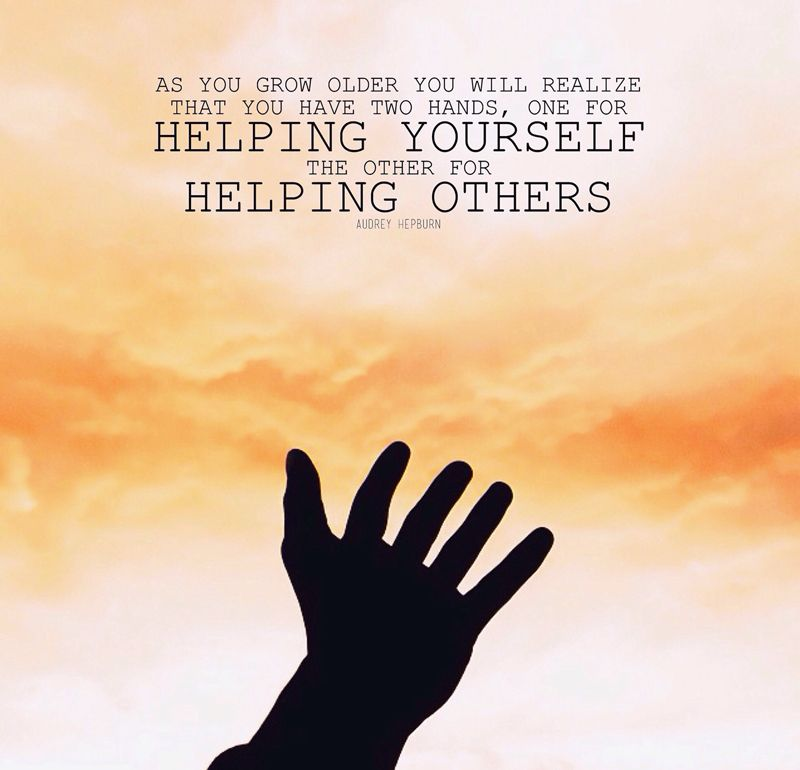 AS YOU GROW OLDER YOU WILL REALIZE
THAT YOU HAVE TWO HANDS, ONE FOR
HELPING YOURSELF
THE OTHER FOR
HELPING OTHERS
AUDREY HEPBURN